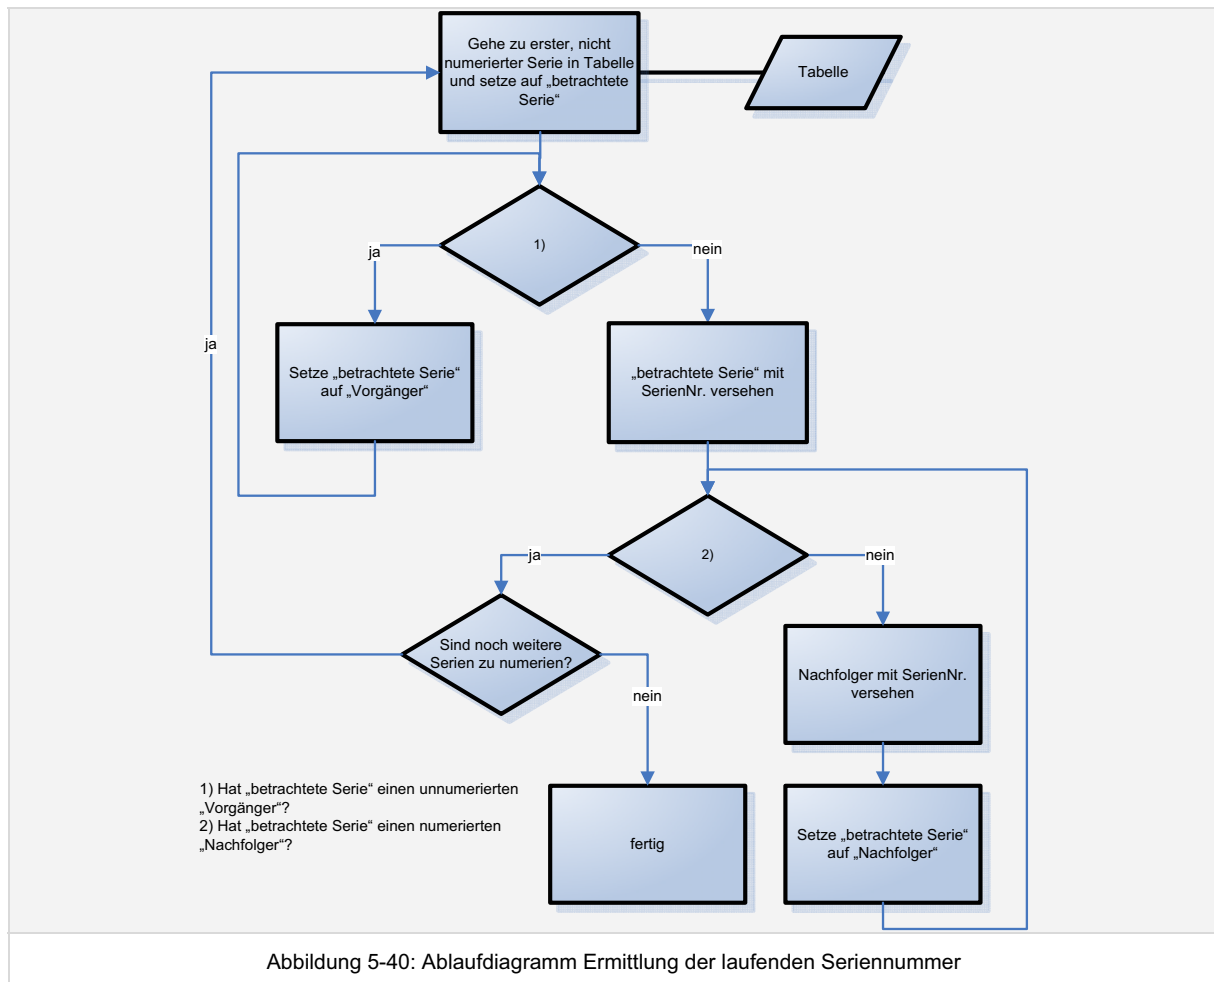 Gehe zu erster, nicht
numerierter Serie in Tabelle
und setze auf „betrachtete
Serie“
Tabelle
1)
ja
nein
ja
Setze „betrachtete Serie“
auf „Vorgänger“
„betrachtete Serie“ mit
SerienNr. versehen
2)
ja
nein
Sind noch weitere
Serien zu numerien?
nein
Nachfolger mit SerienNr.
versehen
1) Hat „betrachtete Serie“ einen unnumerierten
„Vorgänger“?
2) Hat „betrachtete Serie“ einen numerierten
„Nachfolger“?
fertig
Setze „betrachtete Serie“
auf „Nachfolger“
Abbildung 5-40: Ablaufdiagramm Ermittlung der laufenden Seriennummer